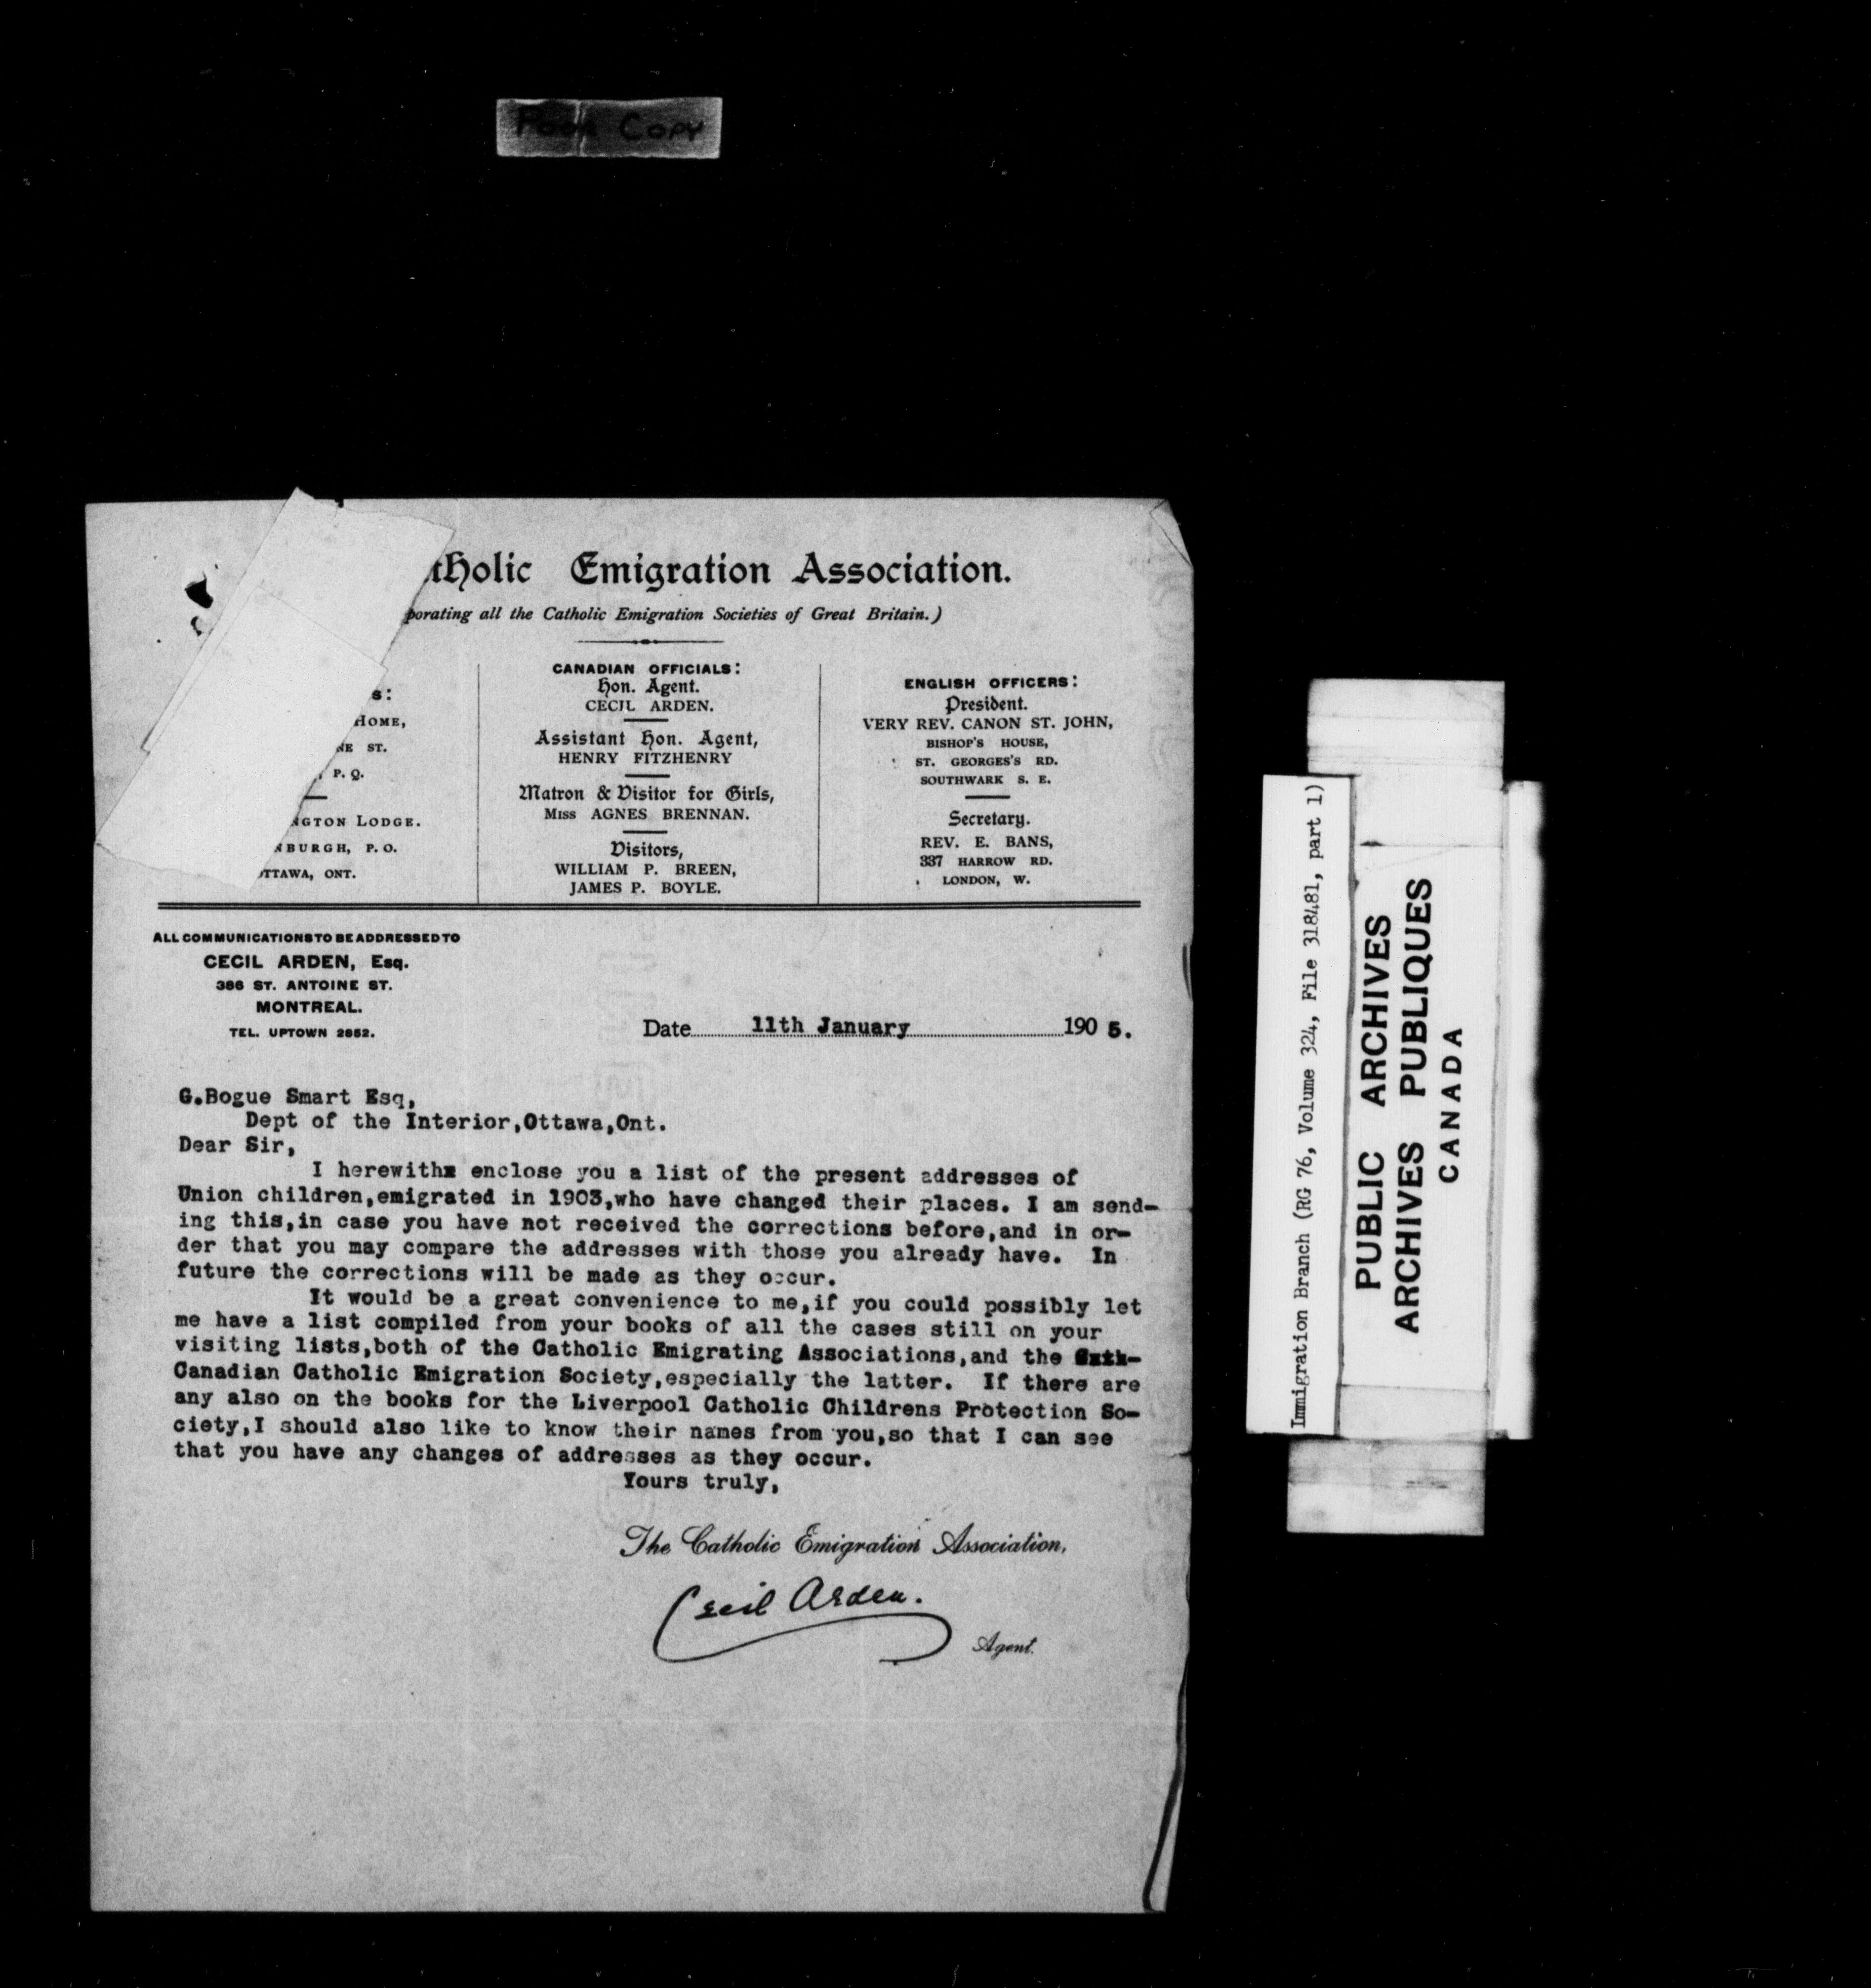 Poor Copy
tholic Emigration Association.
porating all the Catholic Emigration Societies of Great Britain.)
s:
HOME,
NE ST.
, P. Q.
NGTON LODGE.
NBURGH, P. O.
OTTAWA, ONT.
CANADIAN OFFICIALS:
Hon. Agent.
CECIL ARDEN.
Assistant Hon. Agent,
HENRY FITZHENRY
Matron & Visitor for Girls,
Miss AGNES BRENNAN.
Visitors,
WILLIAM P. BREEN,
JAMES P. BOYLE.
ENGLISH OFFICERS:
President.
VERY REV. CANON ST. JOHN,
BISHOP'S HOUSE,
ST. GEORGES'S RD.
SOUTHWARK S. E.
Secretary.
REV. E. BANS,
337 HARROW RD.
LONDON, W.
ALL COMMUNICATIONS TO BE ADDRESSED TO
CECIL ARDEN, Esq.
386 ST. ANTOINE ST.
MONTREAL.
TEL. UPTOWN 2652.
Date 11th January 190 5.
G.Bogue Smart Esq,
Dept of the Interior,Ottawa,Ont.
Dear Sir,
I herewithx enclose you a list of the present addresses of
Union children,emigrated in 1903,who have changed their places. I am send-
ing this,in case you have not received the corrections before,and in or-
der that you may compare the addresses with those you already have. In
future the corrections will be made as they occur.
It would be a great convenience to me,if you could possibly let
me have a list compiled from your books of all the cases still on your
visiting lists,both of the Catholic Emigrating Associations,and the
Canadian Catholic Emigration Society,especially the latter. If there are
any also on the books for the Liverpool Catholic Childrens Protection So-
ciety,I should also like to know their names from you,so that I can see
that you have any changes of addresses as they occur.
Yours truly,
The Catholic Emigration Association,
Cecil Arden.
Agent.
Immigration Branch (RG 76, Volume 324, File 318481, part 1)
PUBLIC ARCHIVES
ARCHIVES PUBLIQUES
CANADA